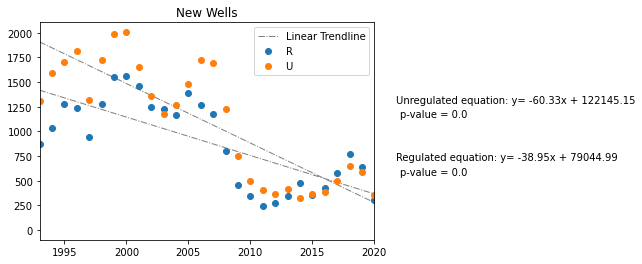 New Wells
2000
1750
1500
1250
1000
750
500
250
0
1995
2000
2005
2010
2015
2020
Linear Trendline
R
U
Unregulated equation: y= -60.33x + 122145.15
p-value = 0.0
Regulated equation: y= -38.95x + 79044.99
p-value = 0.0